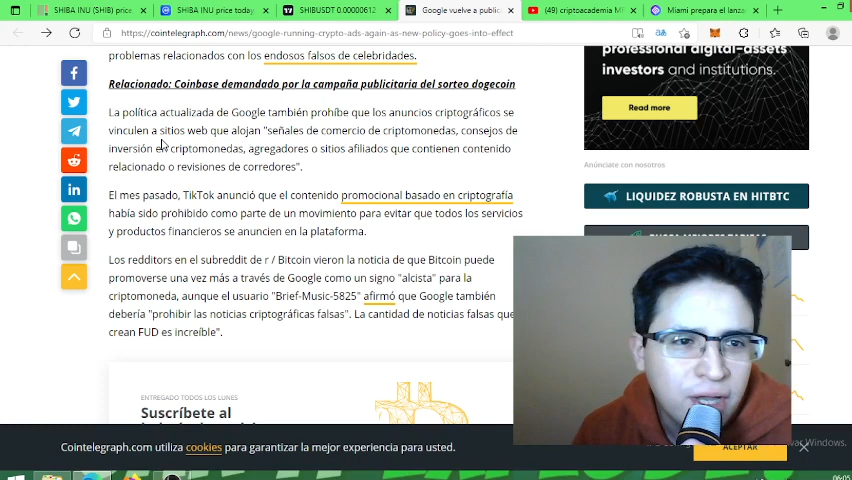 SHIBA INU (SHIB) price
SHIBA INU price today,
SHIBUSDT 0.00000612
Google vuelve a public
(49) criptoacademia MF
Miami prepara el lanza
https://cointelegraph.com/news/google-running-crypto-ads-again-as-new-policy-goes-into-effect
problemas relacionados con los endosos falsos de celebridades.
Relacionado: Coinbase demandado por la campaña publicitaria del sorteo dogecoin
La política actualizada de Google también prohíbe que los anuncios criptográficos se
vinculen a sitios web que alojan "señales de comercio de criptomonedas, consejos de
inversión en criptomonedas, agregadores o sitios afiliados que contienen contenido
relacionado o revisiones de corredores".
El mes pasado, TikTok anunció que el contenido promocional basado en criptografía
había sido prohibido como parte de un movimiento para evitar que todos los servicios
y productos financieros se anuncien en la plataforma.
Los redditors en el subreddit de r / Bitcoin vieron la noticia de que Bitcoin puede
promoverse una vez más a través de Google como un signo "alcista" para la
criptomoneda, aunque el usuario "Brief-Music-5825" afirmó que Google también
debería "prohibir las noticias criptográficas falsas". La cantidad de noticias falsas que
crean FUD es increíble".
ENTREGADO TODOS LOS LUNES
Suscríbete al
professional digital-assets
investors and institutions.
Read more
Anúnciate con nosotros
LIQUIDEZ ROBUSTA EN HITBTC
Cointelegraph.com utiliza cookies para garantizar la mejor experiencia para usted.
ACEPTAR
var Windows.
06:05